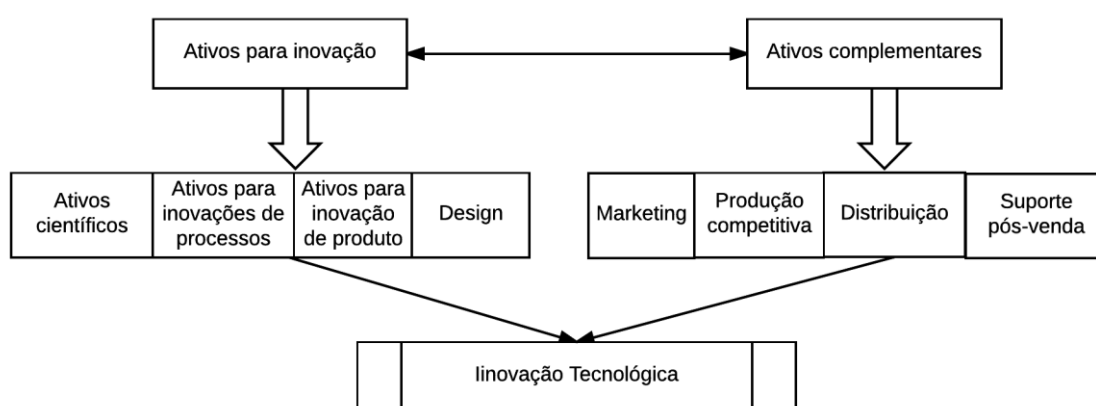 Ativos para inovação
Ativos complementares
Ativos
científicos
Ativos para
inovações de
processos
Ativos para
inovação
de produto
Design
Marketing
Produção
competitiva
Distribuição
Suporte
pós-venda
Iinovação Tecnológica